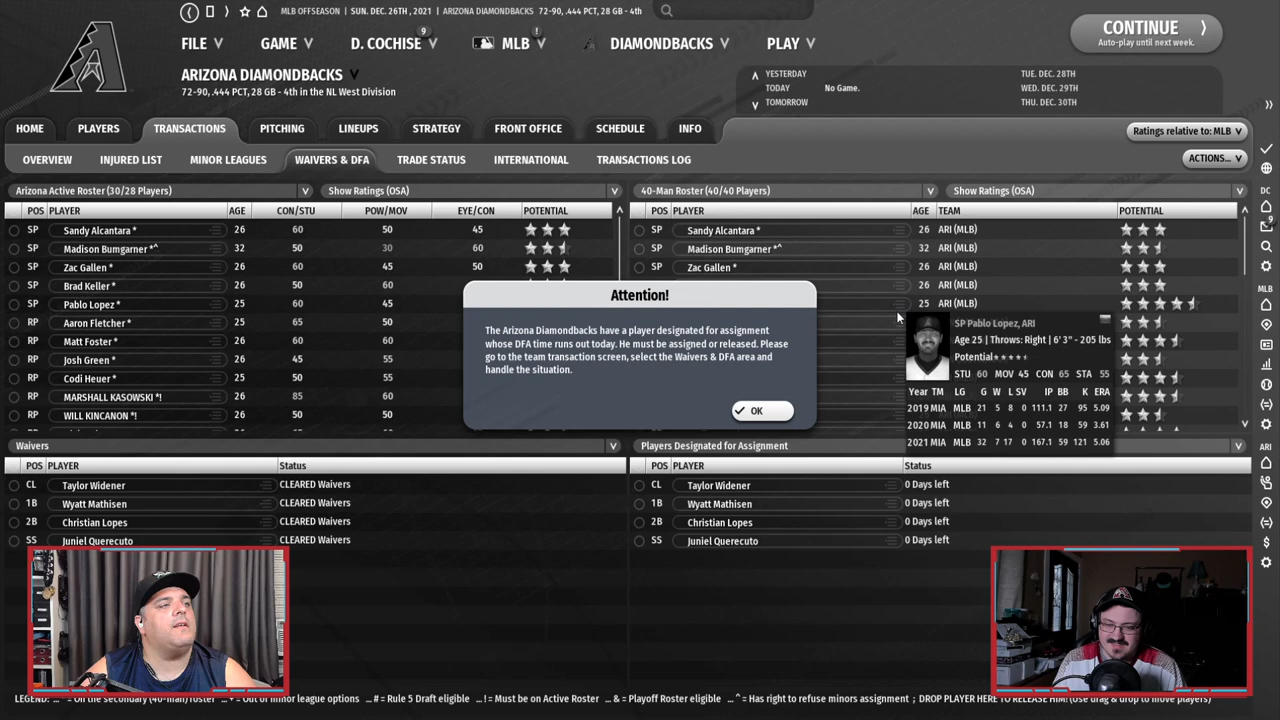 MLB OFFSEASON | SUN. DEC. 26TH , 2021 | ARIZONA DIAMONDBACKS 72-90, .444 PCT, 28 GB - 4th
FILE GAME D. COCHISE 9 MLB ! DIAMONDBACKS PLAY
CONTINUE
Auto-play until next week.
ARIZONA DIAMONDBACKS
72-90, .444 PCT, 28 GB - 4th in the NL West Division
YESTERDAY TUE. DEC. 28TH
TODAY No Game. WED. DEC. 29TH
TOMORROW THU. DEC. 30TH
HOME PLAYERS TRANSACTIONS PITCHING LINEUPS STRATEGY FRONT OFFICE SCHEDULE INFO
Ratings relative to: MLB
OVERVIEW INJURED LIST MINOR LEAGUES WAIVERS & DFA TRADE STATUS INTERNATIONAL TRANSACTIONS LOG
ACTIONS...
Arizona Active Roster (30/28 Players) Show Ratings (OSA)
POS PLAYER AGE CON/STU POW/MOV EYE/CON POTENTIAL
SP Sandy Alcantara * 26 60 50 45
SP Madison Bumgarner *^ 32 50 30 60
SP Zac Gallen * 26 60 45 50
SP Brad Keller * 26 50 60
SP Pablo Lopez * 25 60 45
RP Aaron Fletcher * 25 50 60
RP Matt Foster * 26 50 60
RP Josh Green * 26 45 55
RP Codi Heuer * 25 50 55
RP MARSHALL KASOWSKI *! 26 85 60
RP WILL KINCANON *! 26 50 50
40-Man Roster (40/40 Players) Show Ratings (OSA)
POS PLAYER AGE TEAM POTENTIAL
SP Sandy Alcantara * 26 ARI (MLB)
SP Madison Bumgarner *^ 32 ARI (MLB)
SP Zac Gallen * 26 ARI (MLB)
26 ARI (MLB)
25 ARI (MLB)
Attention!
The Arizona Diamondbacks have a player designated for assignment
whose DFA time runs out today. He must be assigned or released. Please
go to the team transaction screen, select the Waivers & DFA area and
handle the situation.
OK
SP Pablo Lopez, ARI
Age 25 | Throws: Right | 6' 3" - 205 lbs
Potential
STU 60 MOV 45 CON 65 STA 55
Year TM LG G W L SV IP BB K ERA
2019 MIA MLB 21 5 8 0 111.1 27 95 5.09
2020 MIA MLB 11 6 4 0 57.1 18 59 3.61
2021 MIA MLB 32 7 17 0 167.1 59 121 5.06
Waivers
POS PLAYER Status
CL Taylor Widener CLEARED Waivers
1B Wyatt Mathisen CLEARED Waivers
2B Christian Lopes CLEARED Waivers
SS Juniel Querecuto CLEARED Waivers
Players Designated for Assignment
POS PLAYER Status
CL Taylor Widener 0 Days left
1B Wyatt Mathisen 0 Days left
2B Christian Lopes 0 Days left
SS Juniel Querecuto 0 Days left
DC
9
MLB
ARI
LEGEND: ... * = On the secondary (40-man) roster ... + = Out of minor league options ... # = Rule 5 Draft eligible ... ! = Must be on Active Roster ... & = Playoff Roster eligible ... ^ = Has right to refuse minors assignment ; DROP PLAYER HERE TO RELEASE HIM! (Use drag & drop to move players)